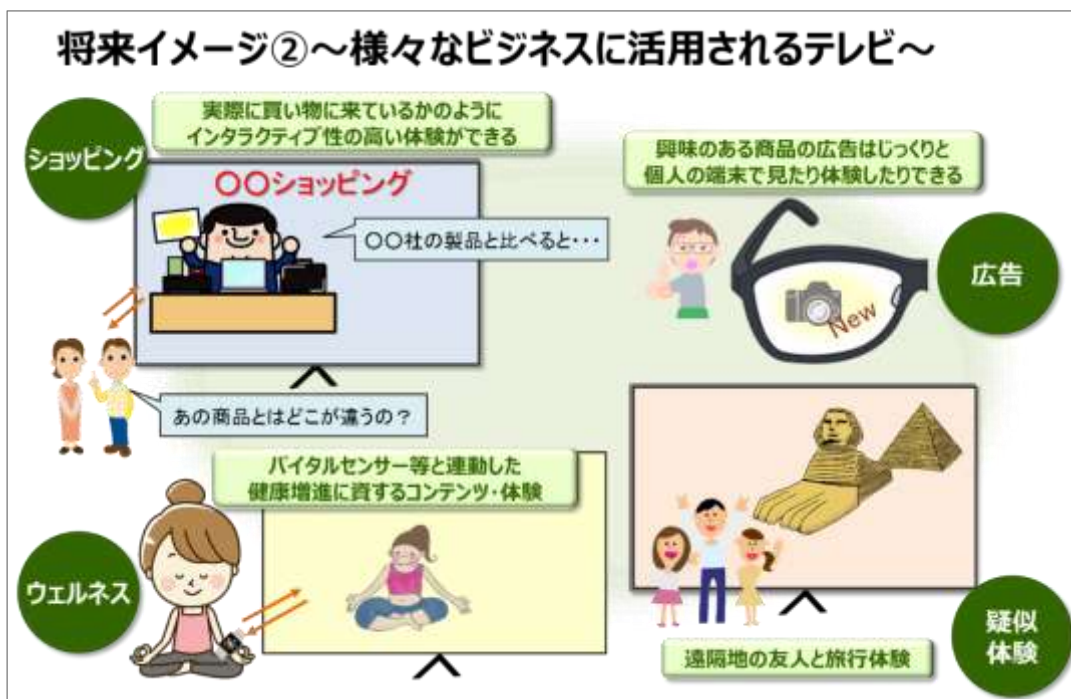 将来イメージ②~様々なビジネスに活用されるテレビ~
ショッピング
実際に買い物に来ているかのように
インタラクティブ性の高い体験ができる
〇〇ショッピング
〇〇社の製品と比べると・・・
あの商品とはどこが違うの？
興味のある商品の広告はじっくりと
個人の端末で見たり体験したりできる
広告
New
バイタルセンサー等と連動した
健康増進に資するコンテンツ・体験
ウェルネス
遠隔地の友人と旅行体験
疑似
体験